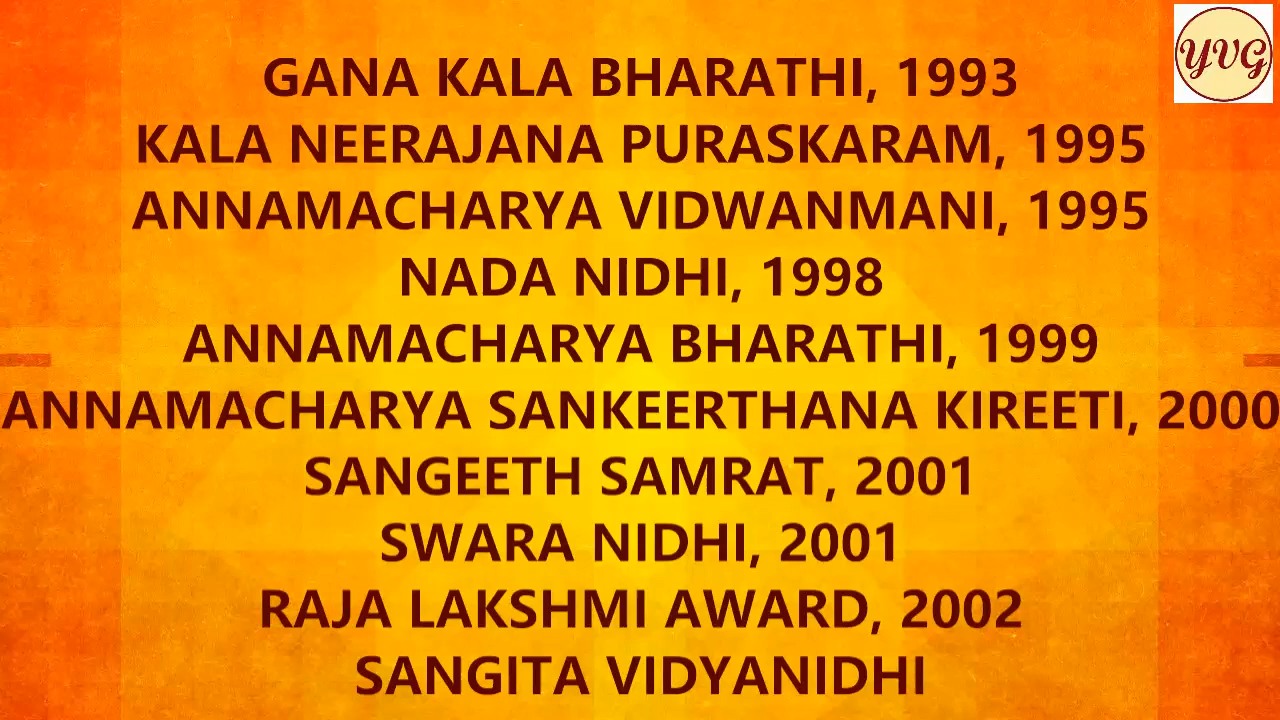 YVG
GANA KALA BHARATHI, 1993
KALA NEERAJANA PURASKARAM, 1995
ANNAMACHARYA VIDWANMANI, 1995
NADA NIDHI, 1998
ANNAMACHARYA BHARATHI, 1999
ANNAMACHARYA SANKEERTHANA KIREETI, 2000
SANGEETH SAMRAT, 2001
SWARA NIDHI, 2001
RAJA LAKSHMI AWARD, 2002
SANGITA VIDYANIDHI